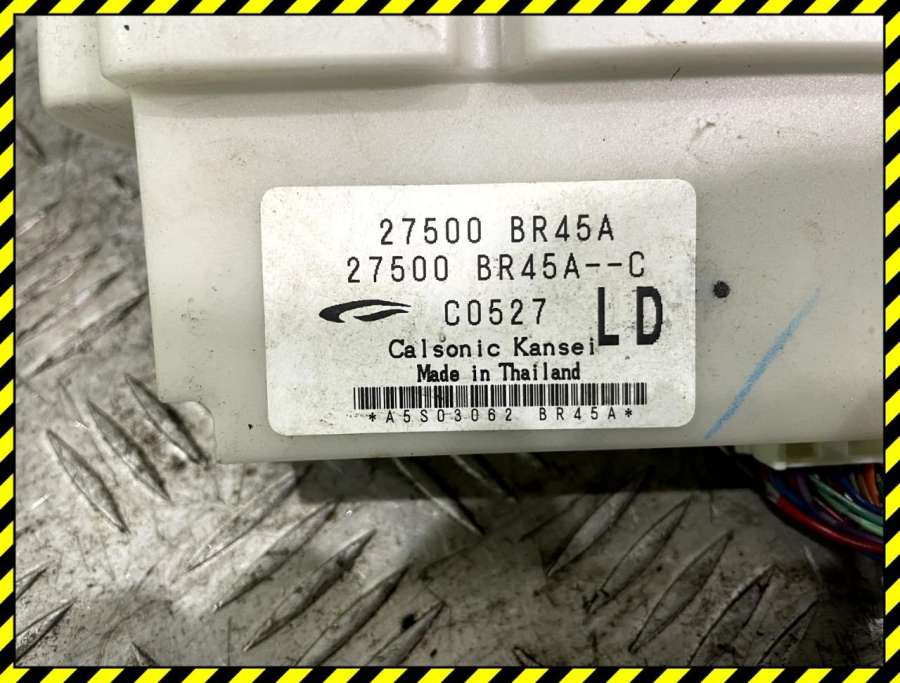 27500 BR45A
27500 BR45A--C
C0527 LD
Calsonic Kansei
Made in Thailand
*A5S03062 BR45A*